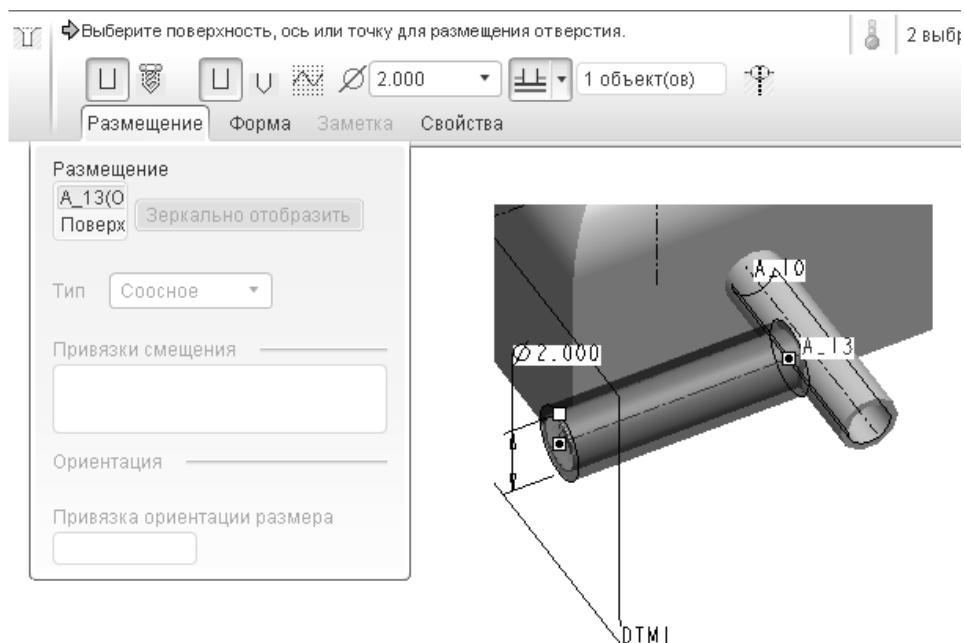 Выберите поверхность, ось или точку для размещения отверстия.
2 выбр
2.000
1 объект(ов)
Размещение Форма Заметка Свойства
Размещение
A_13(O
Поверх
Зеркально отобразить
Тип Соосное
Привязки смещения
Ориентация
Привязка ориентации размера
A_10
A_13
Ø2.000
DTM1